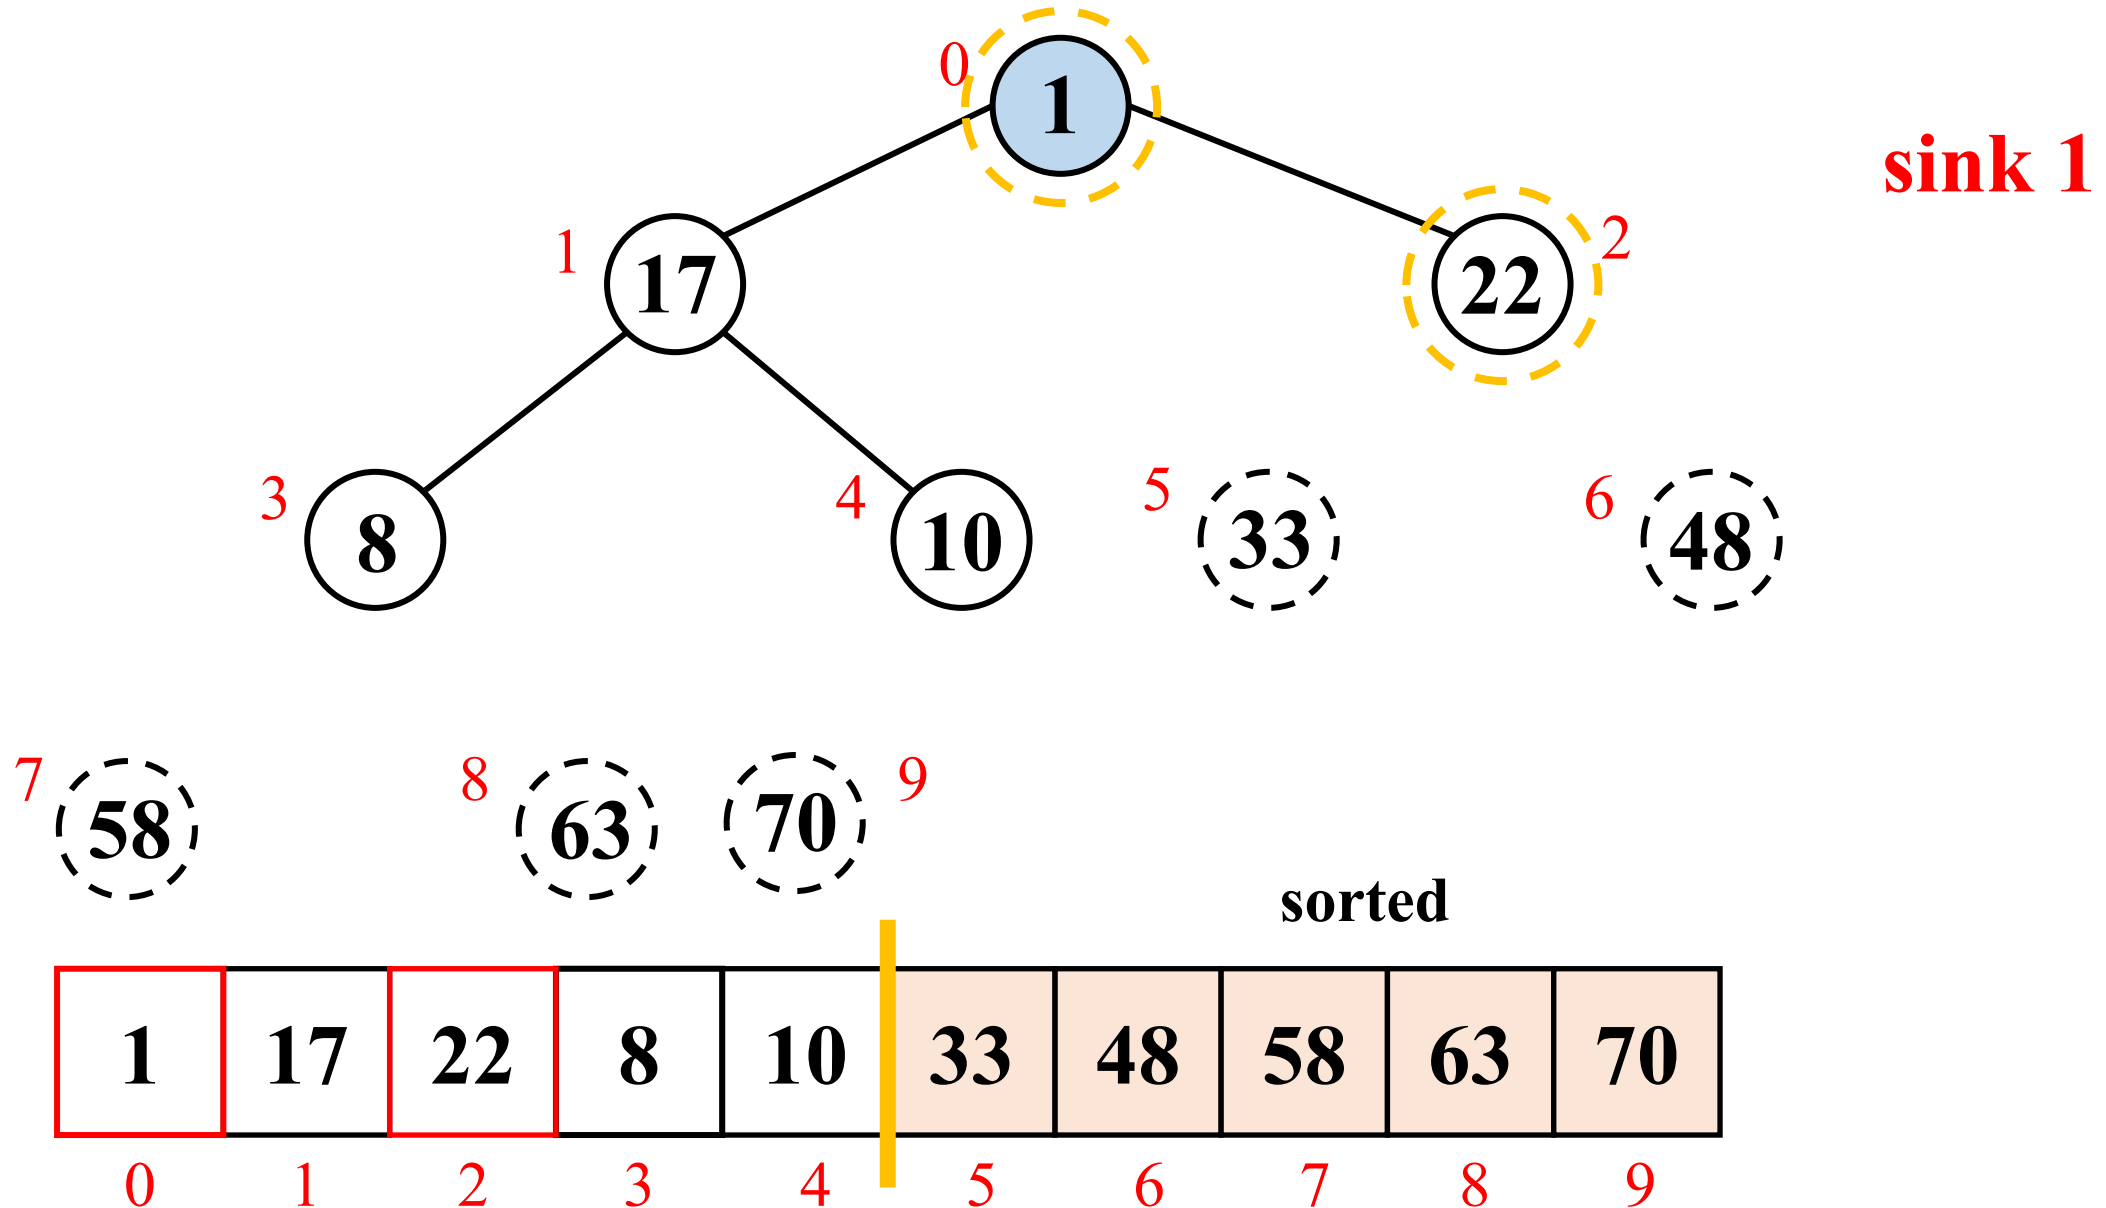 0 1
sink 1
1 17 22 2
3 8 4 10 5 33 6 48
7 58 8 63 70 9
sorted
1 17 22 8 10 33 48 58 63 70
0 1 2 3 4 5 6 7 8 9